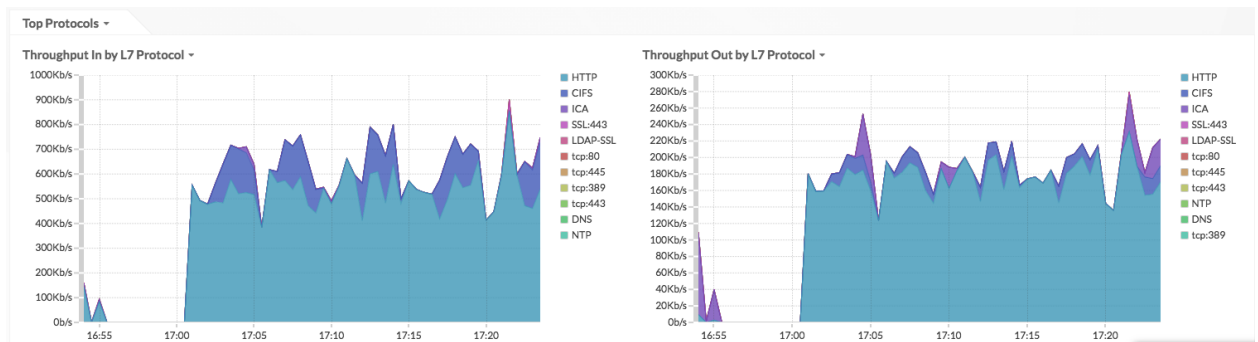 Top Protocols
Throughput In by L7 Protocol
1000Kb/s
900Kb/s
800Kb/s
700Kb/s
600Kb/s
500Kb/s
400Kb/s
300Kb/s
200Kb/s
100Kb/s
0b/s
16:55 17:00 17:05 17:10 17:15 17:20
HTTP
CIFS
ICA
SSL:443
LDAP-SSL
tcp:80
tcp:445
tcp:389
tcp:443
DNS
NTP
Throughput Out by L7 Protocol
300Kb/s
280Kb/s
260Kb/s
240Kb/s
220Kb/s
200Kb/s
180Kb/s
160Kb/s
140Kb/s
120Kb/s
100Kb/s
80Kb/s
60Kb/s
40Kb/s
20Kb/s
0b/s
16:55 17:00 17:05 17:10 17:15 17:20
HTTP
CIFS
ICA
SSL:443
LDAP-SSL
tcp:80
tcp:445
tcp:443
NTP
DNS
tcp:389